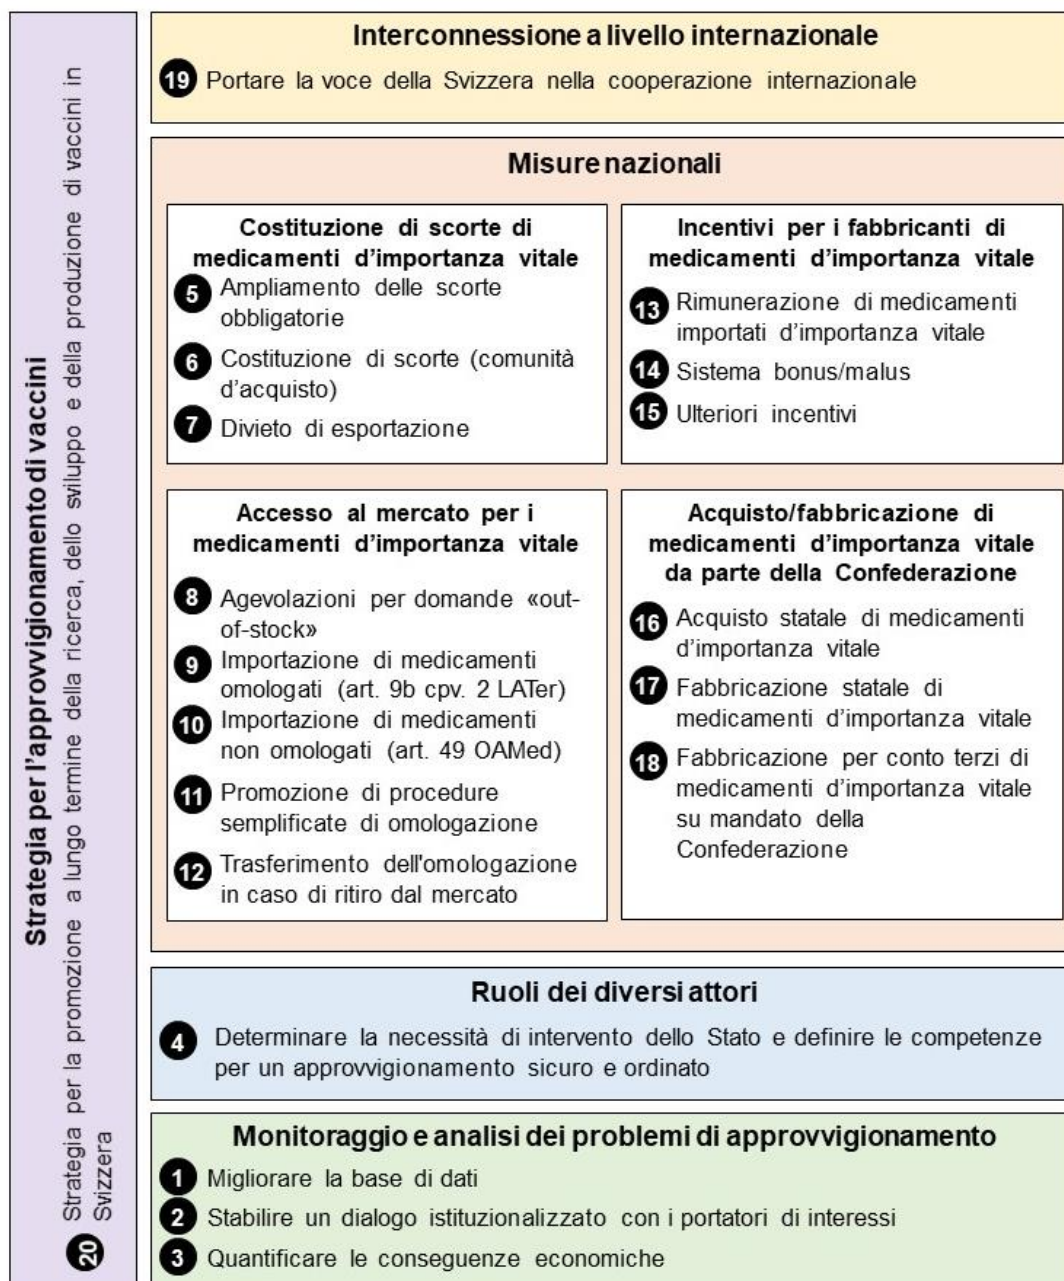 Strategia per l'approvvigionamento di vaccini
20 Strategia per la promozione a lungo termine della ricerca, dello sviluppo e della produzione di vaccini in
Svizzera
Interconnessione a livello internazionale
19 Portare la voce della Svizzera nella cooperazione internazionale
Misure nazionali
Costituzione di scorte di
medicamenti d'importanza vitale
5 Ampliamento delle scorte
obbligatorie
6 Costituzione di scorte (comunità
d'acquisto)
7 Divieto di esportazione
Incentivi per i fabbricanti di
medicamenti d'importanza vitale
13 Rimunerazione di medicamenti
importati d'importanza vitale
14 Sistema bonus/malus
15 Ulteriori incentivi
Accesso al mercato per i
medicamenti d'importanza vitale
8 Agevolazioni per domande «out-
of-stock»
9 Importazione di medicamenti
omologati (art. 9b cpv. 2 LATer)
10 Importazione di medicamenti
non omologati (art. 49 OAMed)
11 Promozione di procedure
semplificate di omologazione
12 Trasferimento dell'omologazione
in caso di ritiro dal mercato
Acquisto/fabbricazione di
medicamenti d'importanza vitale
da parte della Confederazione
16 Acquisto statale di medicamenti
d'importanza vitale
17 Fabbricazione statale di
medicamenti d'importanza vitale
18 Fabbricazione per conto terzi di
medicamenti d'importanza vitale
su mandato della
Confederazione
Ruoli dei diversi attori
4 Determinare la necessità di intervento dello Stato e definire le competenze
per un approvvigionamento sicuro e ordinato
Monitoraggio e analisi dei problemi di approvvigionamento
1 Migliorare la base di dati
2 Stabilire un dialogo istituzionalizzato con i portatori di interessi
3 Quantificare le conseguenze economiche